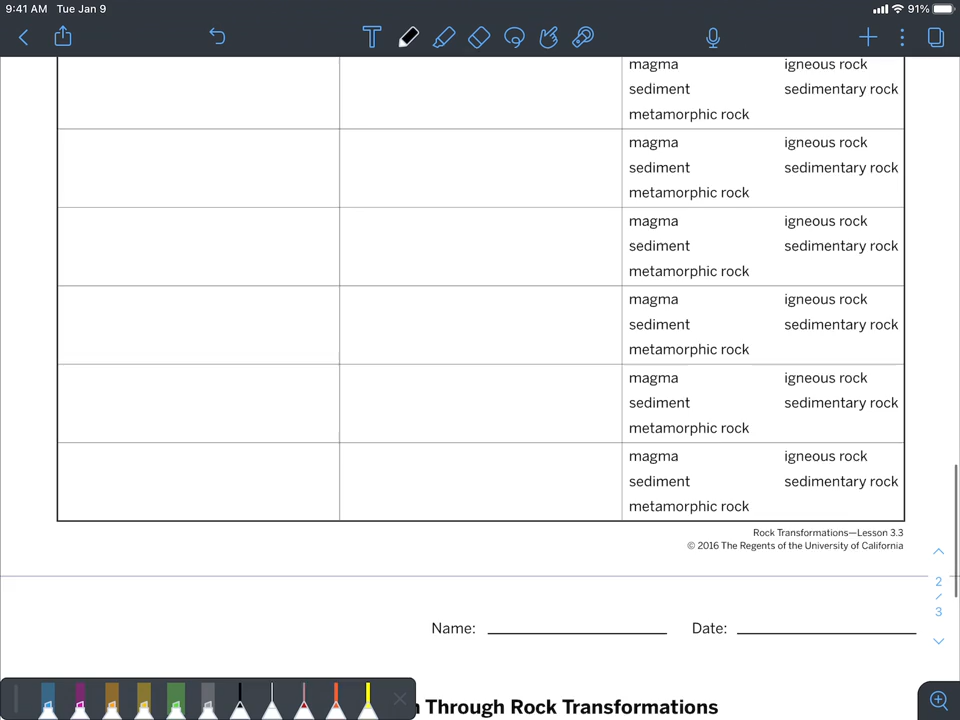 9:41 AM Tue Jan 9 91%
magma igneous rock
sediment sedimentary rock
metamorphic rock
magma igneous rock
sediment sedimentary rock
metamorphic rock
magma igneous rock
sediment sedimentary rock
metamorphic rock
magma igneous rock
sediment sedimentary rock
metamorphic rock
magma igneous rock
sediment sedimentary rock
metamorphic rock
magma igneous rock
sediment sedimentary rock
metamorphic rock
Rock Transformations—Lesson 3.3
© 2016 The Regents of the University of California
2
/
3
Name: Date:
Through Rock Transformations